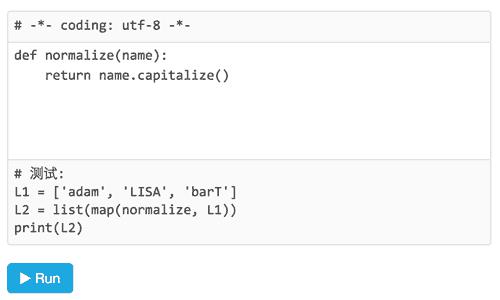 # -*- coding: utf-8 -*-
def normalize(name):
    return name.capitalize()
# 测试:
L1 = ['adam', 'LISA', 'barT']
L2 = list(map(normalize, L1))
print(L2)
Run